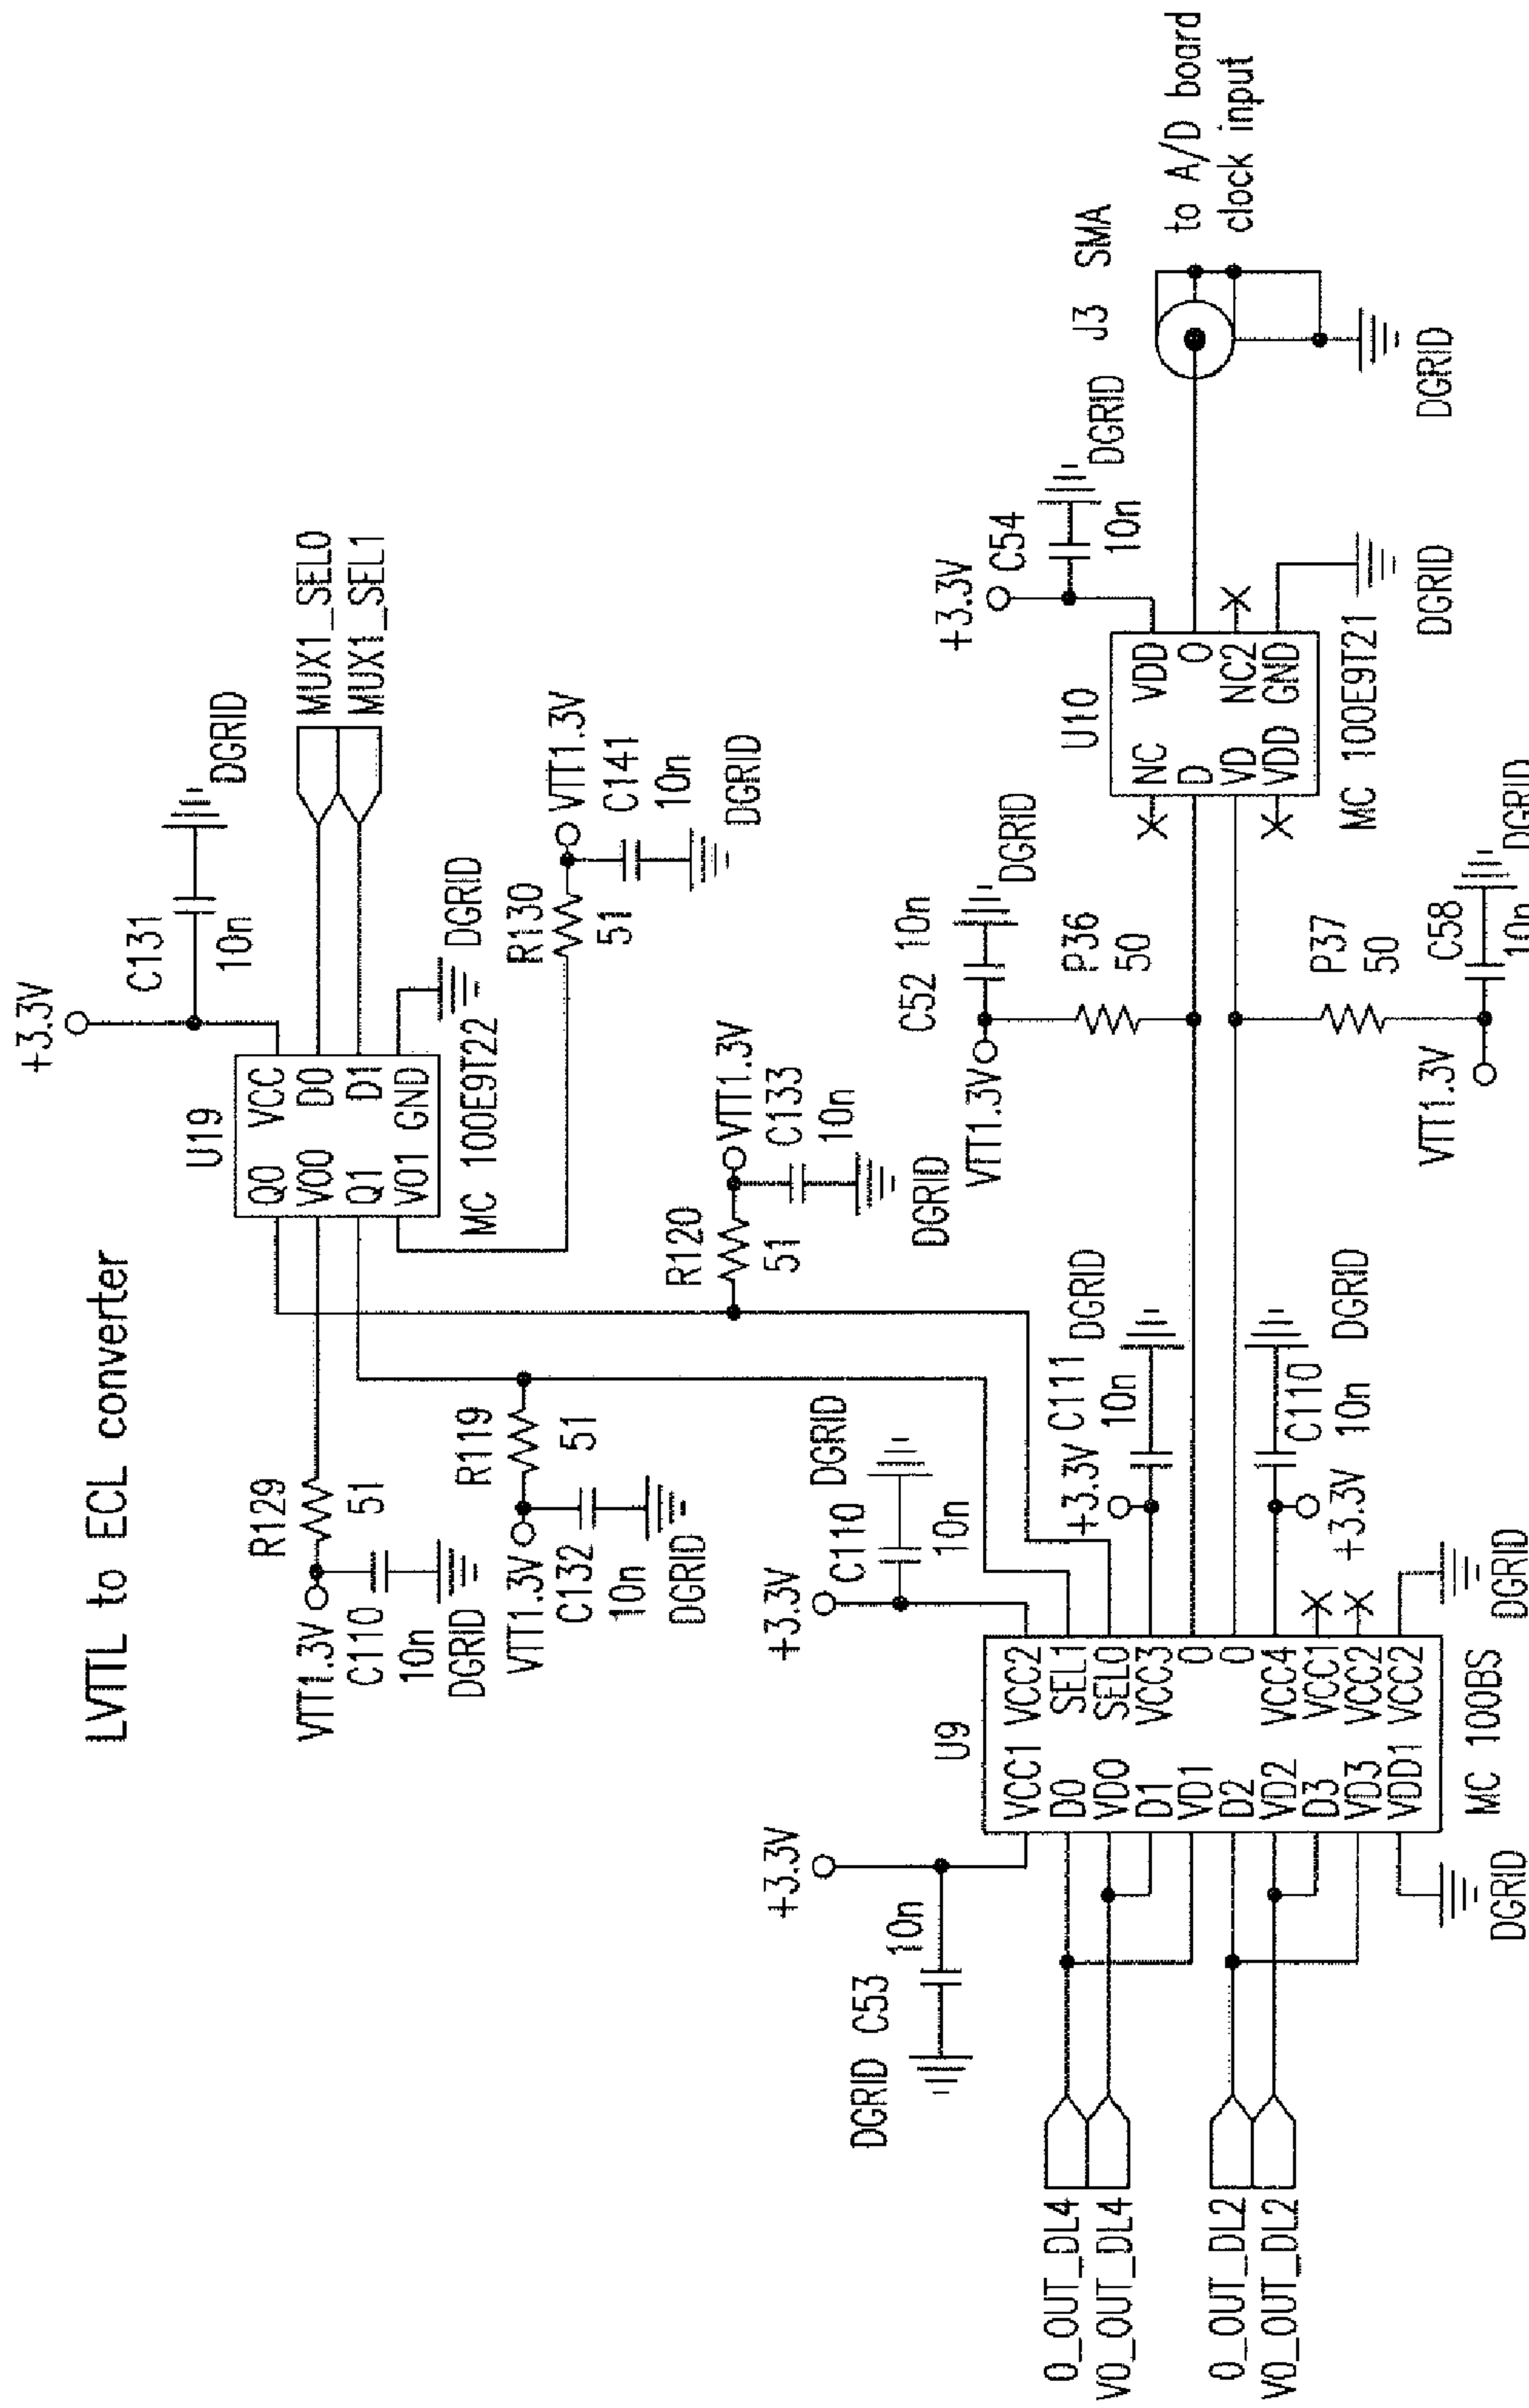 LVTTL to ECL converter
+3.3V
C131
10n
DGRID
U19
Q0 VCC
VO0 D0
Q1 D1
VO1 GND
MC 100E9T22
DGRID
MUX1_SEL0
MUX1_SEL1
R129
51
VTT1.3V
C110
10n
DGRID
R119
51
VTT1.3V
C132
10n
DGRID
R130
51
VTT1.3V
C141
10n
DGRID
R120
51
VTT1.3V
C133
10n
DGRID
+3.3V
C110
10n
DGRID
+3.3V
DGRID C53
10n
U9
VCC1 VCC2
D0 SEL1
VD0 SEL0
D1 VCC3
VD1 O
D2 O
VD2 VCC4
D3 VCC1
VD3 VCC2
VDD1 VCC2
MC 100BS
DGRID
DGRID
O_OUT_DL4
VO_OUT_DL4
O_OUT_DL2
VO_OUT_DL2
+3.3V C111
10n
DGRID
+3.3V
C110
10n
DGRID
VTT1.3V
C52 10n
DGRID
P36
50
P37
50
VTT1.3V
C58
10n
DGRID
U10
NC VDD
D O
VD NC2
VDD GND
MC 100E9T21
+3.3V
C54
10n
DGRID
DGRID
J3 SMA
DGRID
to A/D board
clock input